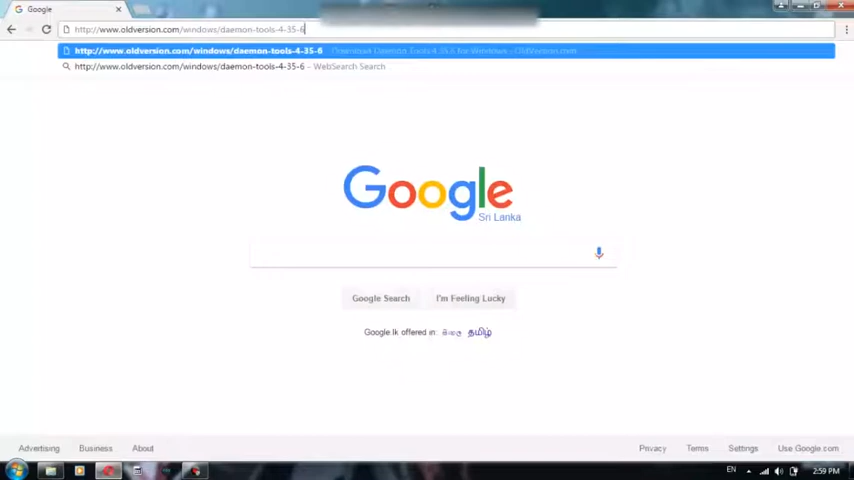 Google
http://www.oldversion.com/windows/daemon-tools-4-35-6
http://www.oldversion.com/windows/daemon-tools-4-35-6 Download Daemon Tools 4.35.6 for Windows - OldVersion.com
http://www.oldversion.com/windows/daemon-tools-4-35-6 – WebSearch Search
Google
Sri Lanka
Google Search I'm Feeling Lucky
Google lk offered in: සිංහල தமிழ்
Advertising Business About Privacy Terms Settings Use Google.com
EN 2:59 PM